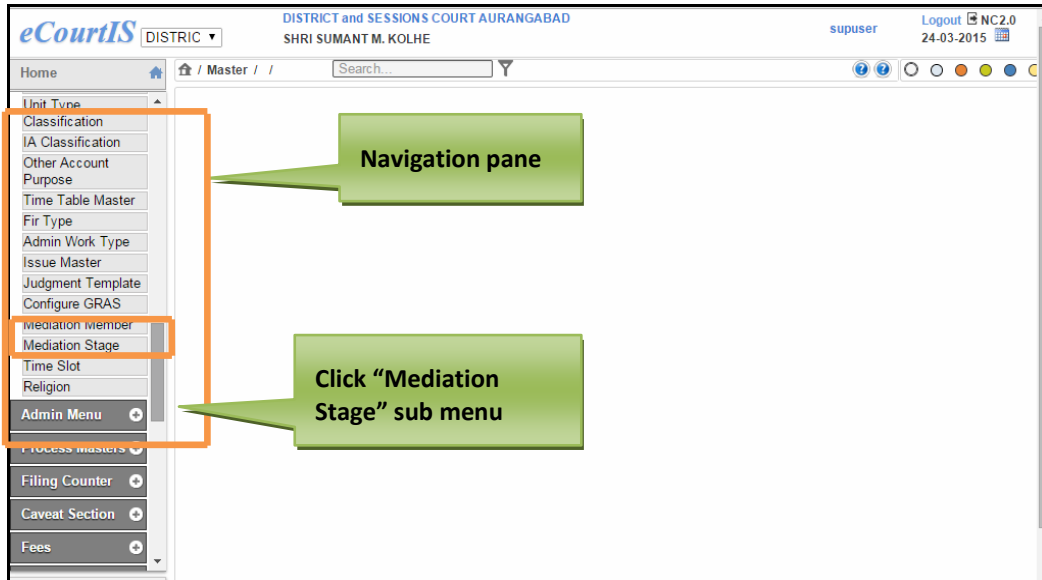 eCourtIS DISTRIC
DISTRICT and SESSIONS COURT AURANGABAD
SHRI SUMANT M. KOLHE
supuser
Logout NC2.0
24-03-2015
Home
/ Master / /
Search...
Unit Type
Classification
IA Classification
Other Account
Purpose
Time Table Master
Fir Type
Admin Work Type
Issue Master
Judgment Template
Configure GRAS
Mediation Member
Mediation Stage
Time Slot
Religion
Admin Menu
Process Masters
Filing Counter
Caveat Section
Fees
Navigation pane
Click “Mediation
Stage” sub menu